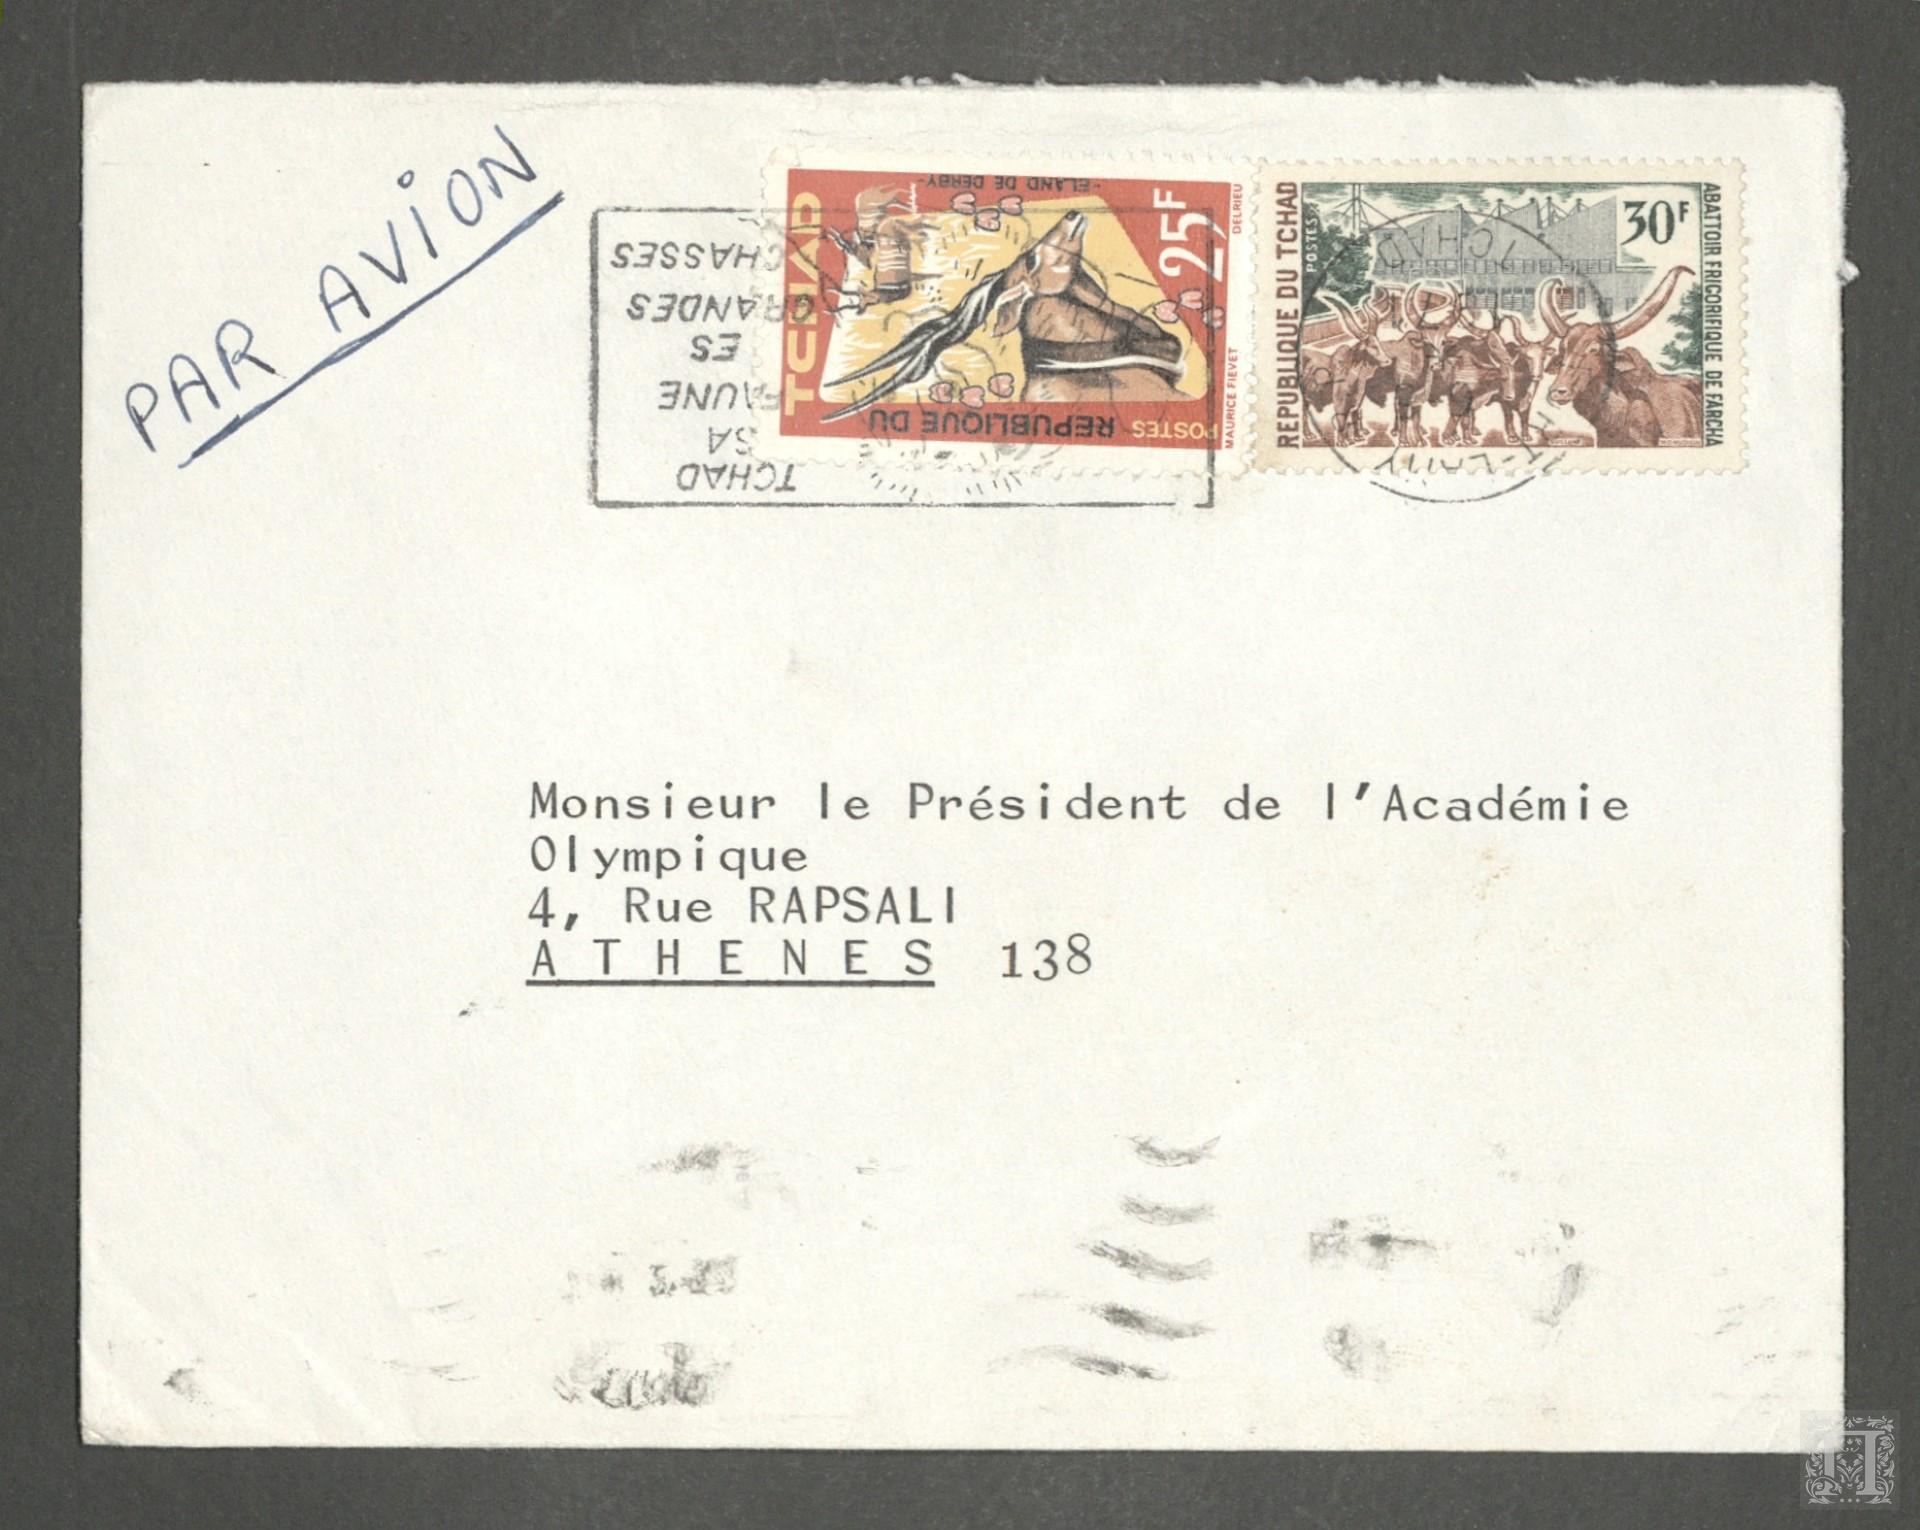 PAR AVION
TCHAD
SA
FAUNE
ES
GRANDES
CHASSES
POSTES REPUBLIQUE DU
TCHAD
25F
-ELAND DE DERBY-
MAURICE FIEVET
DELRIEU
REPUBLIQUE DU TCHAD
POSTES
30F
ABATTOIR FRIGORIFIQUE DE FARCHA
T-LAMY
TCHAD
Monsieur le Président de l'Académie
Olympique
4, Rue RAPSALI
ATHENES 138